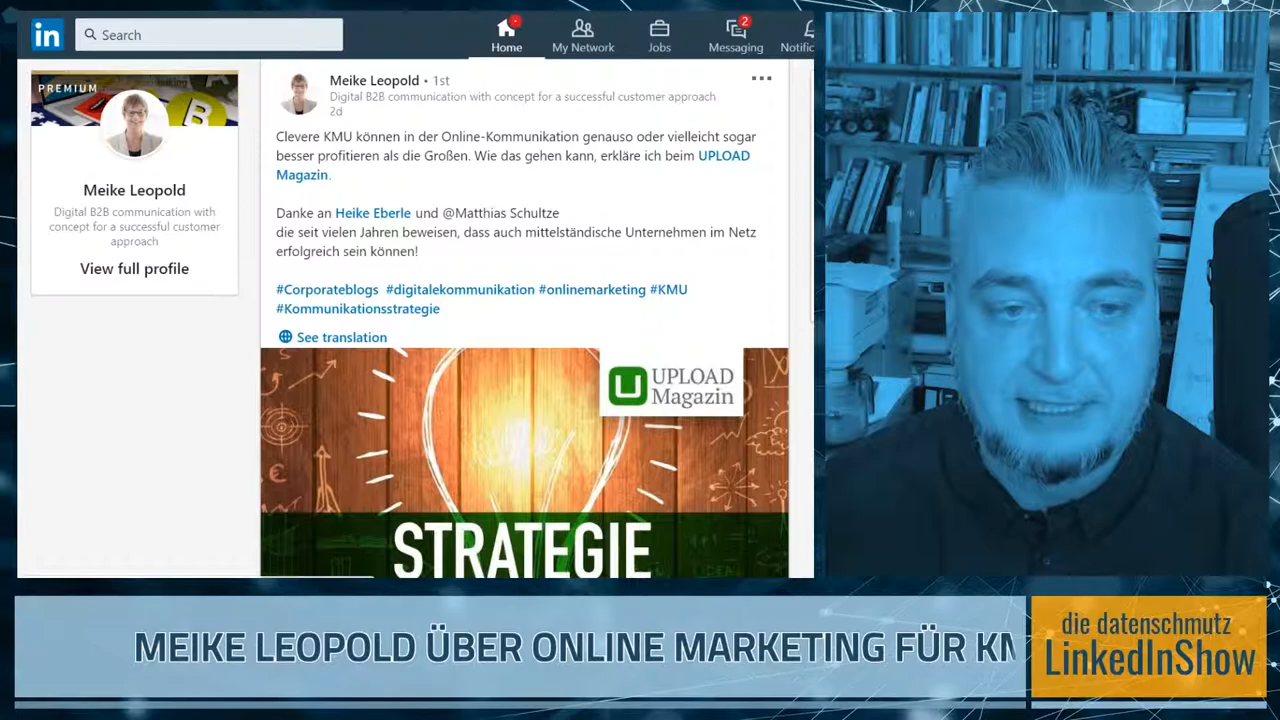 in
Search
2
Home
My Network
Jobs
Messaging
Notific
PREMIUM
Meike Leopold
Digital B2B communication with
concept for a successful customer
approach
View full profile
Meike Leopold • 1st
Digital B2B communication with concept for a successful customer approach
2d
Clevere KMU können in der Online-Kommunikation genauso oder vielleicht sogar
besser profitieren als die Großen. Wie das gehen kann, erkläre ich beim UPLOAD
Magazin.
Danke an Heike Eberle und @Matthias Schultze
die seit vielen Jahren beweisen, dass auch mittelständische Unternehmen im Netz
erfolgreich sein können!
#Corporateblogs #digitalekommunikation #onlinemarketing #KMU
#Kommunikationsstrategie
See translation
UPLOAD
Magazin
STRATEGIE
MEIKE LEOPOLD ÜBER ONLINE MARKETING FÜR KM
die datenschmutz
LinkedInShow